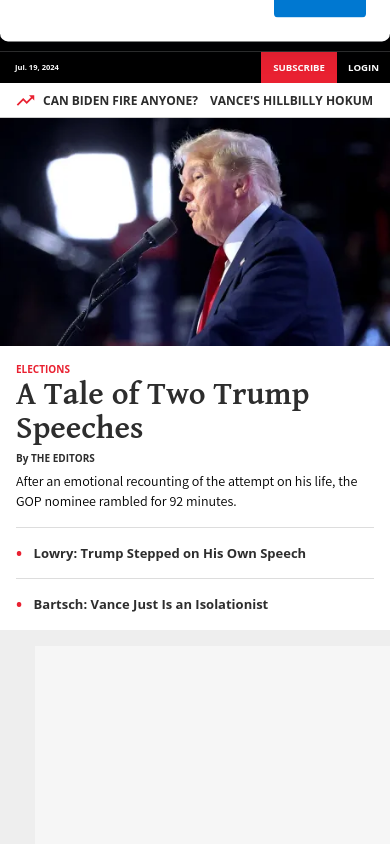 Jul. 19, 2024
SUBSCRIBE
LOGIN
CAN BIDEN FIRE ANYONE?
VANCE'S HILLBILLY HOKUM
ELECTIONS
A Tale of Two Trump
Speeches
By THE EDITORS
After an emotional recounting of the attempt on his life, the
GOP nominee rambled for 92 minutes.
Lowry: Trump Stepped on His Own Speech
Bartsch: Vance Just Is an Isolationist